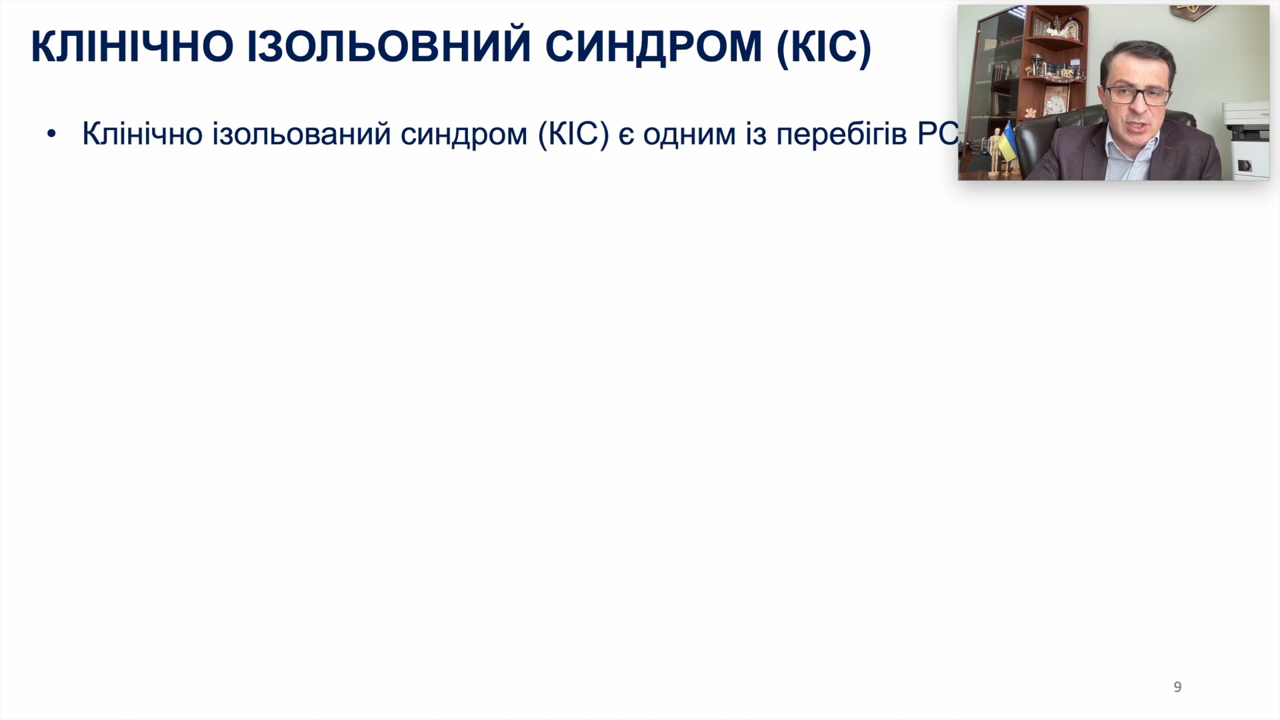 КЛІНІЧНО ІЗОЛЬОВНИЙ СИНДРОМ (КІС)
• Клінічно ізольований синдром (КІС) є одним із перебігів РС
9